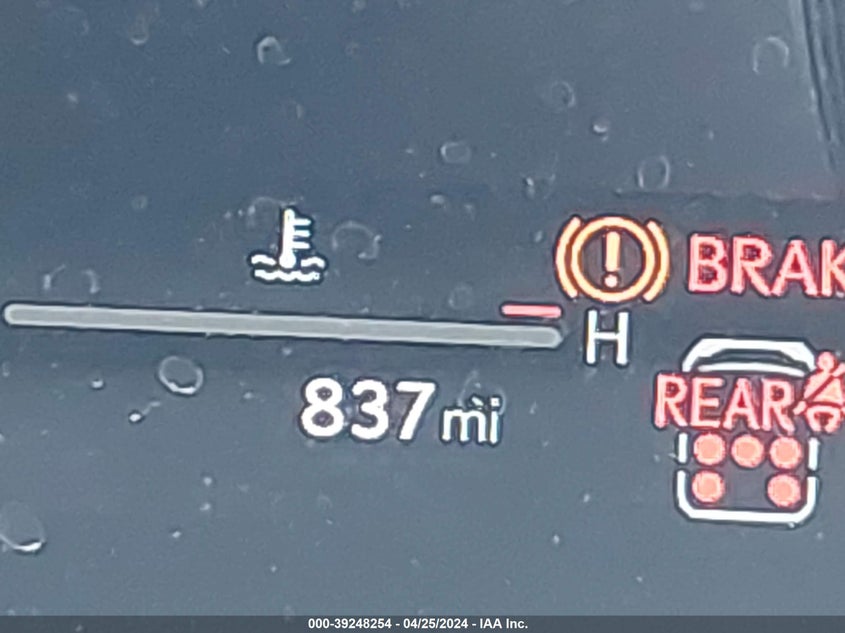 BRAK
H
837 mi
REAR
000-39248254 - 04/25/2024 - IAA Inc.